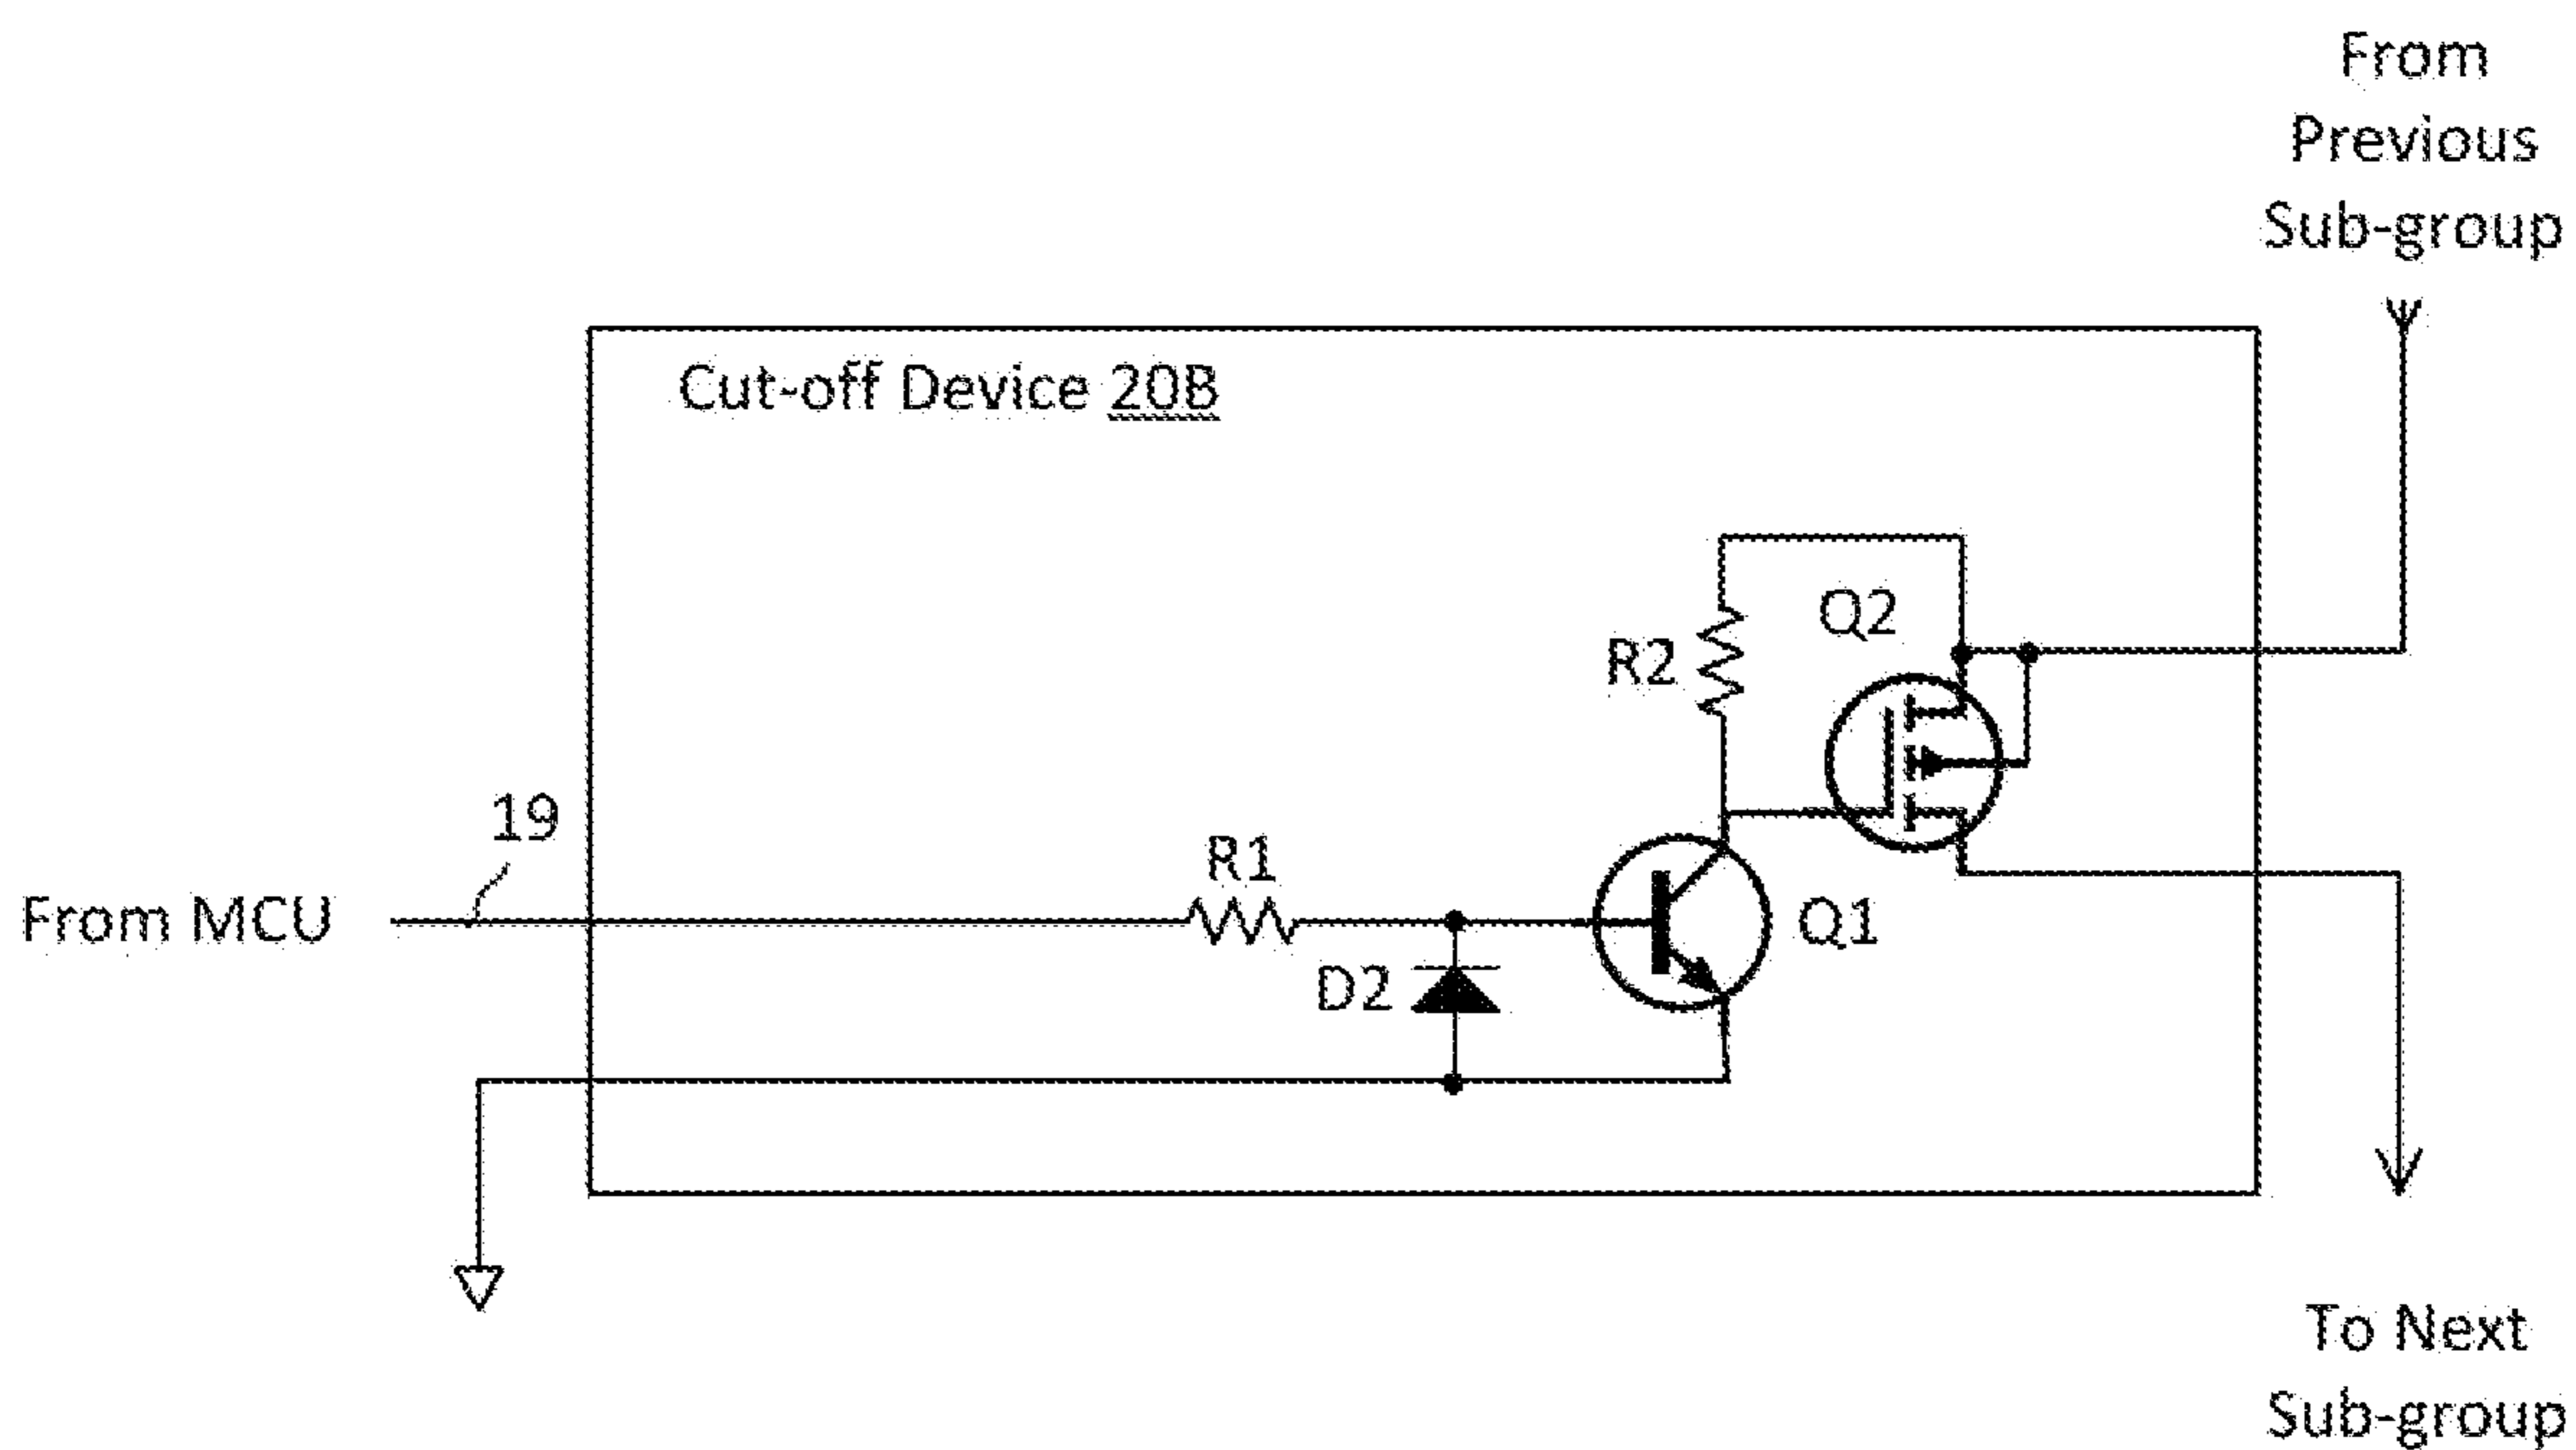 From
Previous
Sub-group
Cut-off Device 20B
Q2
R2
19
R1
From MCU
Q1
D2
To Next
Sub-group